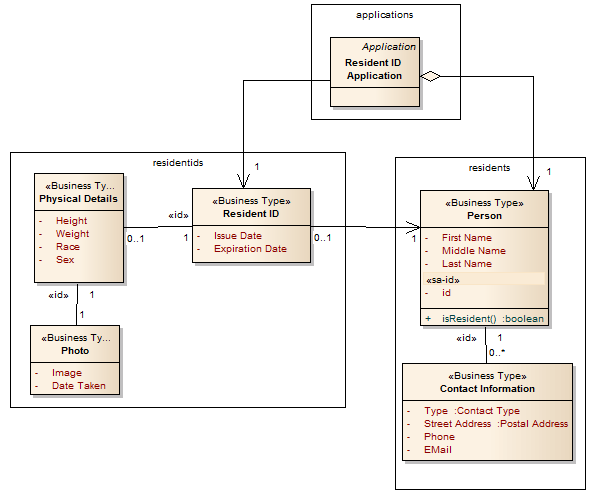 applications
Application
Resident ID
Application
1
1
residentids
residents
«Business Ty...
Physical Details
- Height
- Weight
- Race
- Sex
«id»
0..1
1
«Business Type»
Resident ID
- Issue Date
- Expiration Date
0..1
1
«Business Type»
Person
- First Name
- Middle Name
- Last Name
«sa-id»
- id
+ isResident() :boolean
«id»
1
1
«Business Ty...
Photo
- Image
- Date Taken
«id»
1
0..*
«Business Type»
Contact Information
- Type :Contact Type
- Street Address :Postal Address
- Phone
- EMail